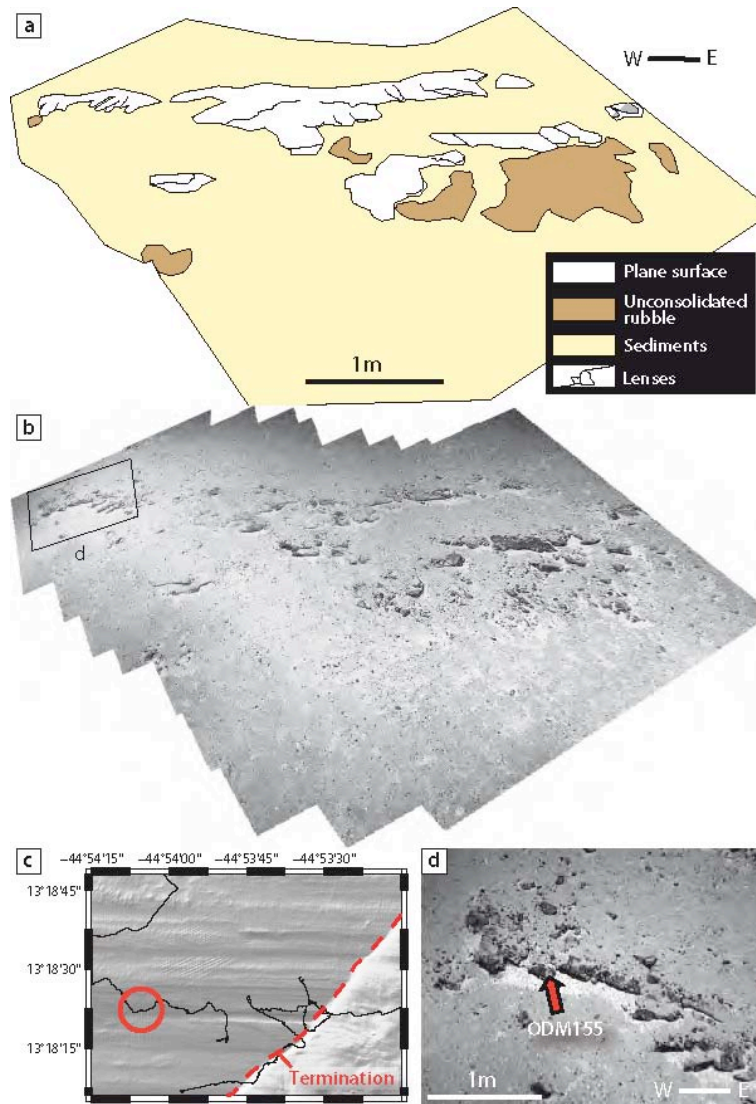 a
W E
Plane surface
Unconsolidated
rubble
Sediments
Lenses
1m
b
d
c
−44°54'15" −44°54'00" −44°53'45" −44°53'30"
13°18'45"
13°18'30"
13°18'15"
Termination
d
ODM155
1m
W E